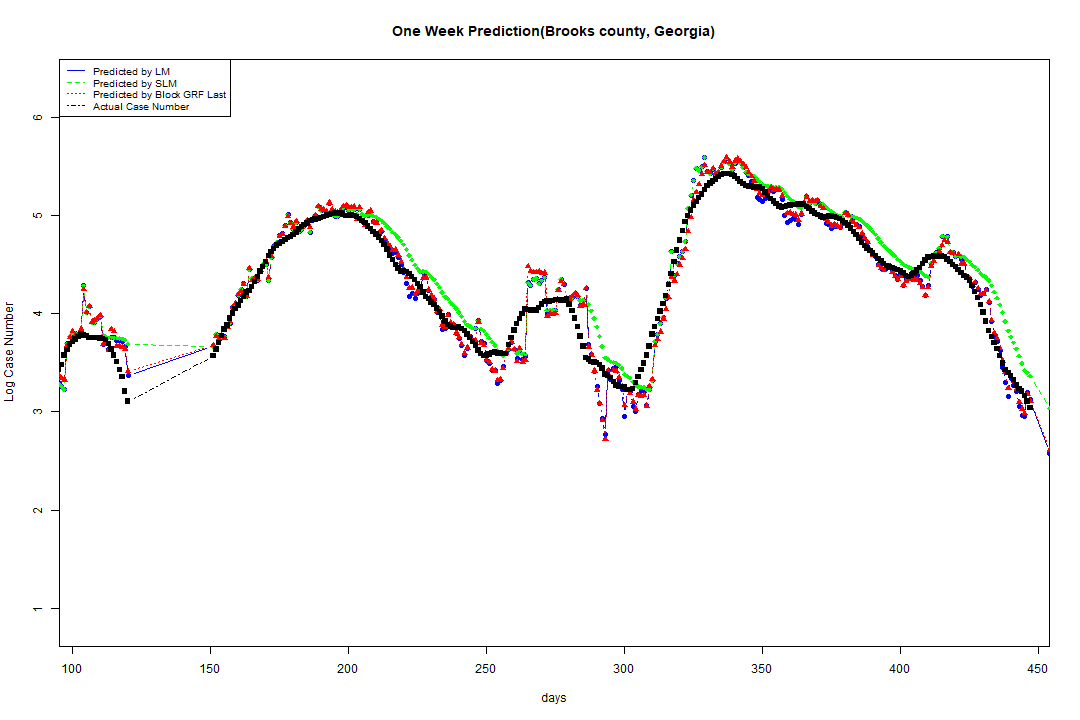 One Week Prediction(Brooks county, Georgia)
Predicted by LM
Predicted by SLM
Predicted by Block GRF Last
Actual Case Number
6
5
4
3
2
1
Log Case Number
100 150 200 250 300 350 400 450
days